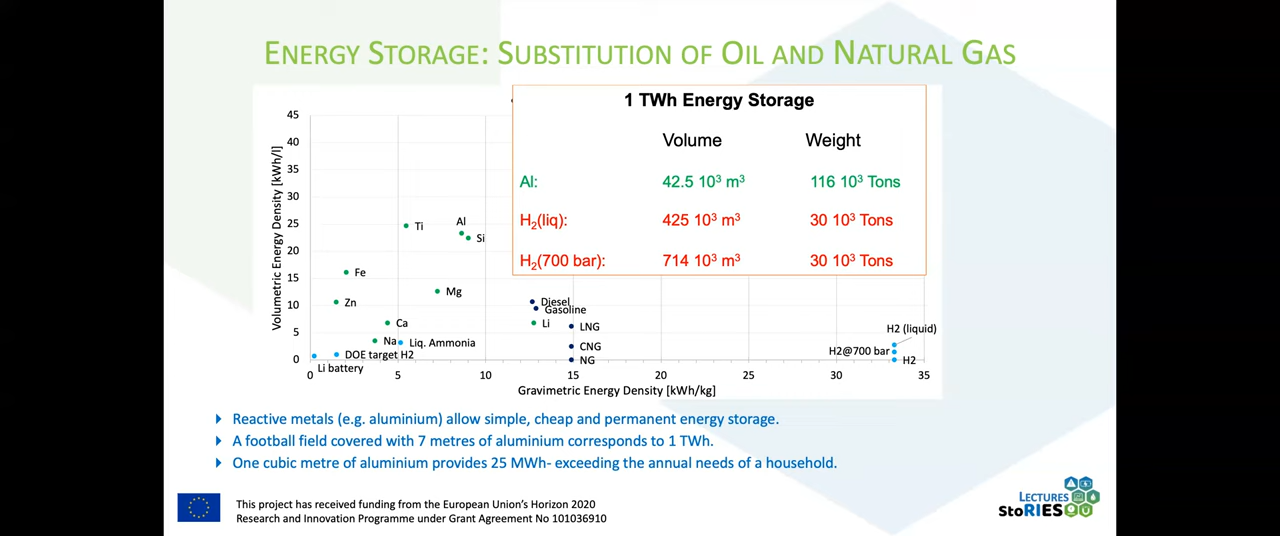 ENERGY STORAGE: SUBSTITUTION OF OIL AND NATURAL GAS
1 TWh Energy Storage
Volume Weight
Al: 42.5 10³ m³ 116 10³ Tons
H₂(liq): 425 10³ m³ 30 10³ Tons
H₂(700 bar): 714 10³ m³ 30 10³ Tons
Volumetric Energy Density [kWh/l]
45
40
35
30
25
20
15
10
5
0
Ti
Al
Si
Fe
Mg
Zn
Diesel
Gasoline
Ca
Li
LNG
Na
Liq. Ammonia
CNG
DOE target H2
NG
Li battery
H2 (liquid)
H2@700 bar
H2
0 5 10 15 20 25 30 35
Gravimetric Energy Density [kWh/kg]
Reactive metals (e.g. aluminium) allow simple, cheap and permanent energy storage.
A football field covered with 7 metres of aluminium corresponds to 1 TWh.
One cubic metre of aluminium provides 25 MWh- exceeding the annual needs of a household.
This project has received funding from the European Union's Horizon 2020
Research and Innovation Programme under Grant Agreement No 101036910
LECTURES
StoRIES